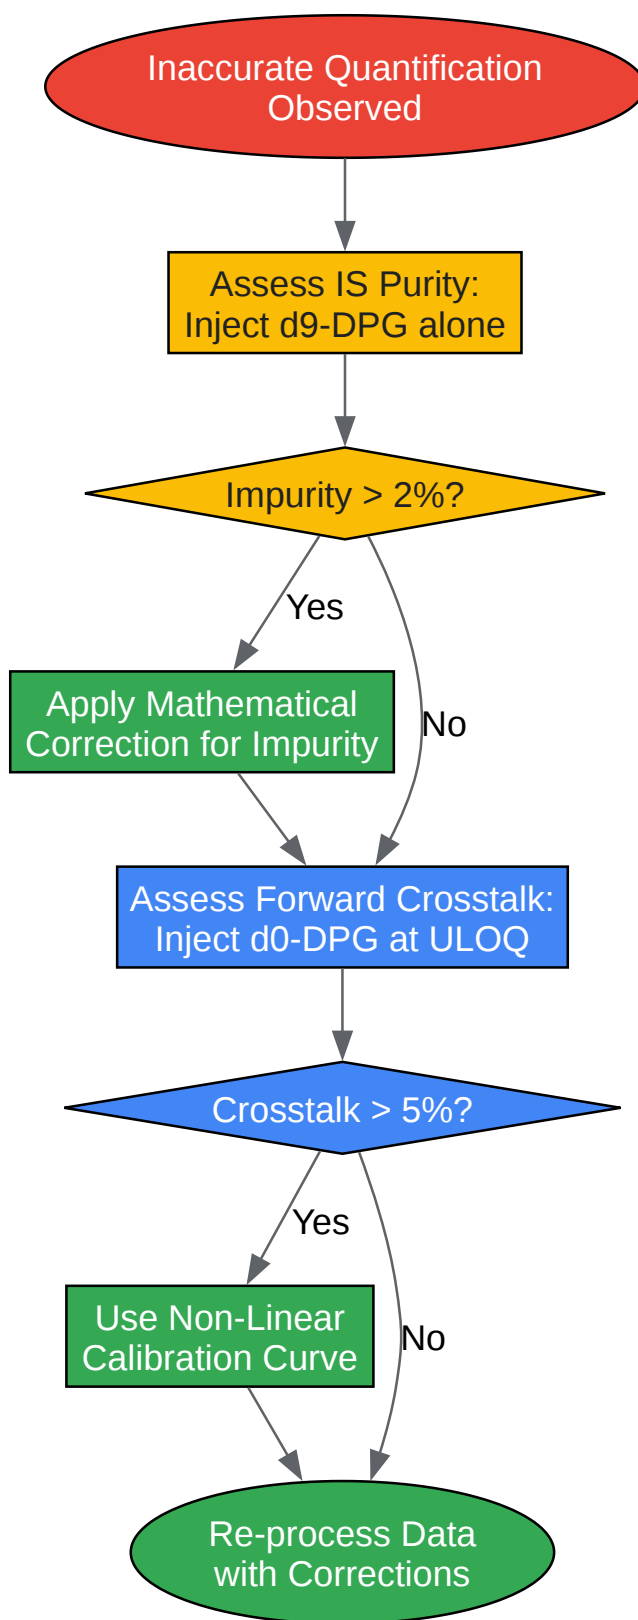 Inaccurate Quantification
Observed
Assess IS Purity:
Inject d9-DPG alone
Impurity > 2%?
Yes
Apply Mathematical
Correction for Impurity
No
Assess Forward Crosstalk:
Inject d0-DPG at ULOQ
Crosstalk > 5%?
Yes
Use Non-Linear
Calibration Curve
No
Re-process Data
with Corrections